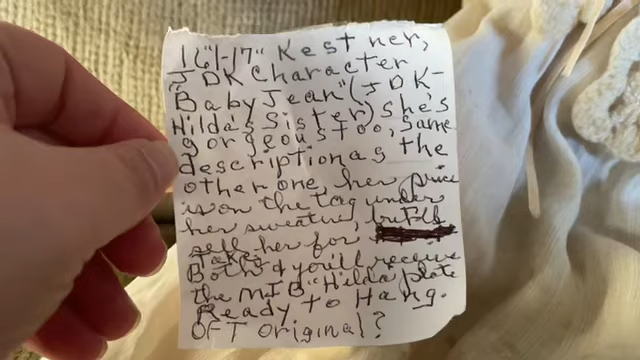 16"-17" Kestner,
JDK Character
"Baby Jean" (JDK-
Hilda's Sister) she's
gorgeous too, same
description as the
other one, her price
is on the tag under
her sweater, but I'll
sell her for
Take
Both & you'll receive
the MIB "Hilda" plate
Ready to Hang.
OFT original?